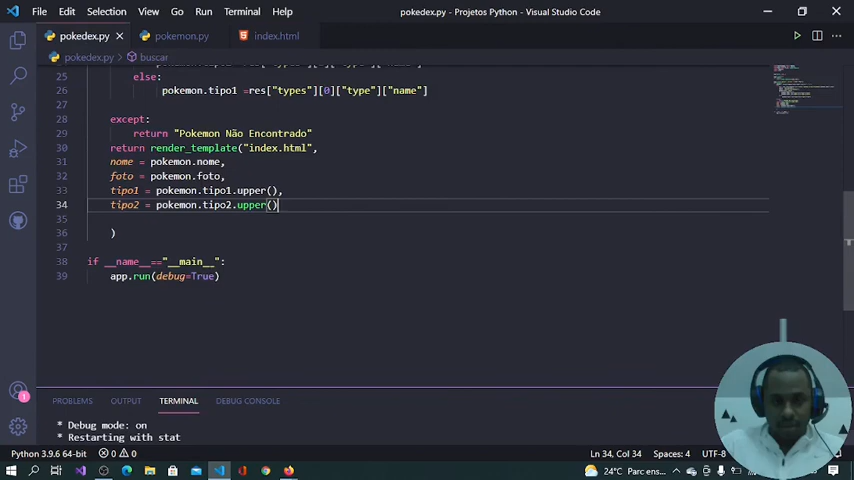 File Edit Selection View Go Run Terminal Help pokedex.py - Projetos Python - Visual Studio Code
pokedex.py pokemon.py index.html
pokedex.py > buscar
25 else:
26 pokemon.tipo1 =res["types"][0]["type"]["name"]
27
28 except:
29 return "Pokemon Não Encontrado"
30 return render_template("index.html",
31 nome = pokemon.nome,
32 foto = pokemon.foto,
33 tipo1 = pokemon.tipo1.upper(),
34 tipo2 = pokemon.tipo2.upper()
35
36 )
37
38 if __name__=="__main__":
39 app.run(debug=True)
PROBLEMS OUTPUT TERMINAL DEBUG CONSOLE
* Debug mode: on
* Restarting with stat
1
Python 3.9.6 64-bit 0 0 Ln 34, Col 34 Spaces: 4 UTF-8
24°C Parc ens...